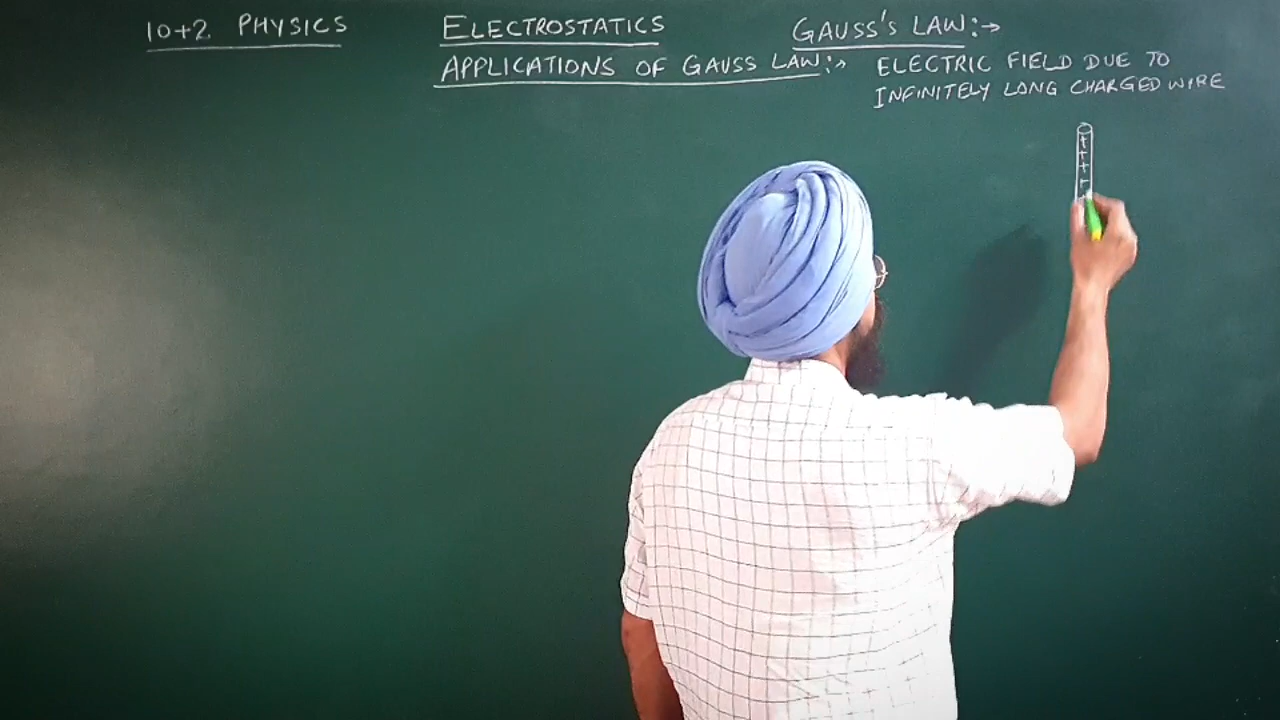 10+2 PHYSICS ELECTROSTATICS GAUSS'S LAW:→
APPLICATIONS OF GAUSS LAW:→ ELECTRIC FIELD DUE TO
INFINITELY LONG CHARGED WIRE
+
+
+
+